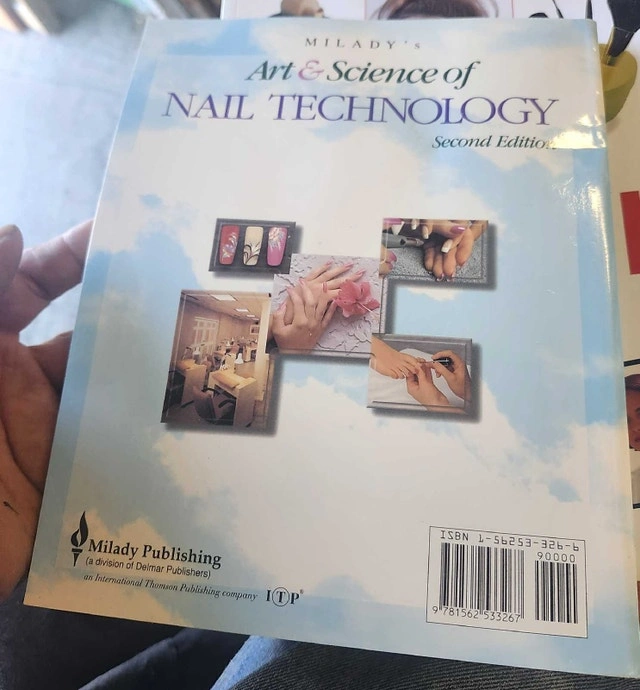 MILADY's
Art & Science of
NAIL TECHNOLOGY
Second Edition
Milady Publishing
(a division of Delmar Publishers)
an International Thomson Publishing company ITP®
ISBN 1-56253-326-6
90000
9 781562 533267